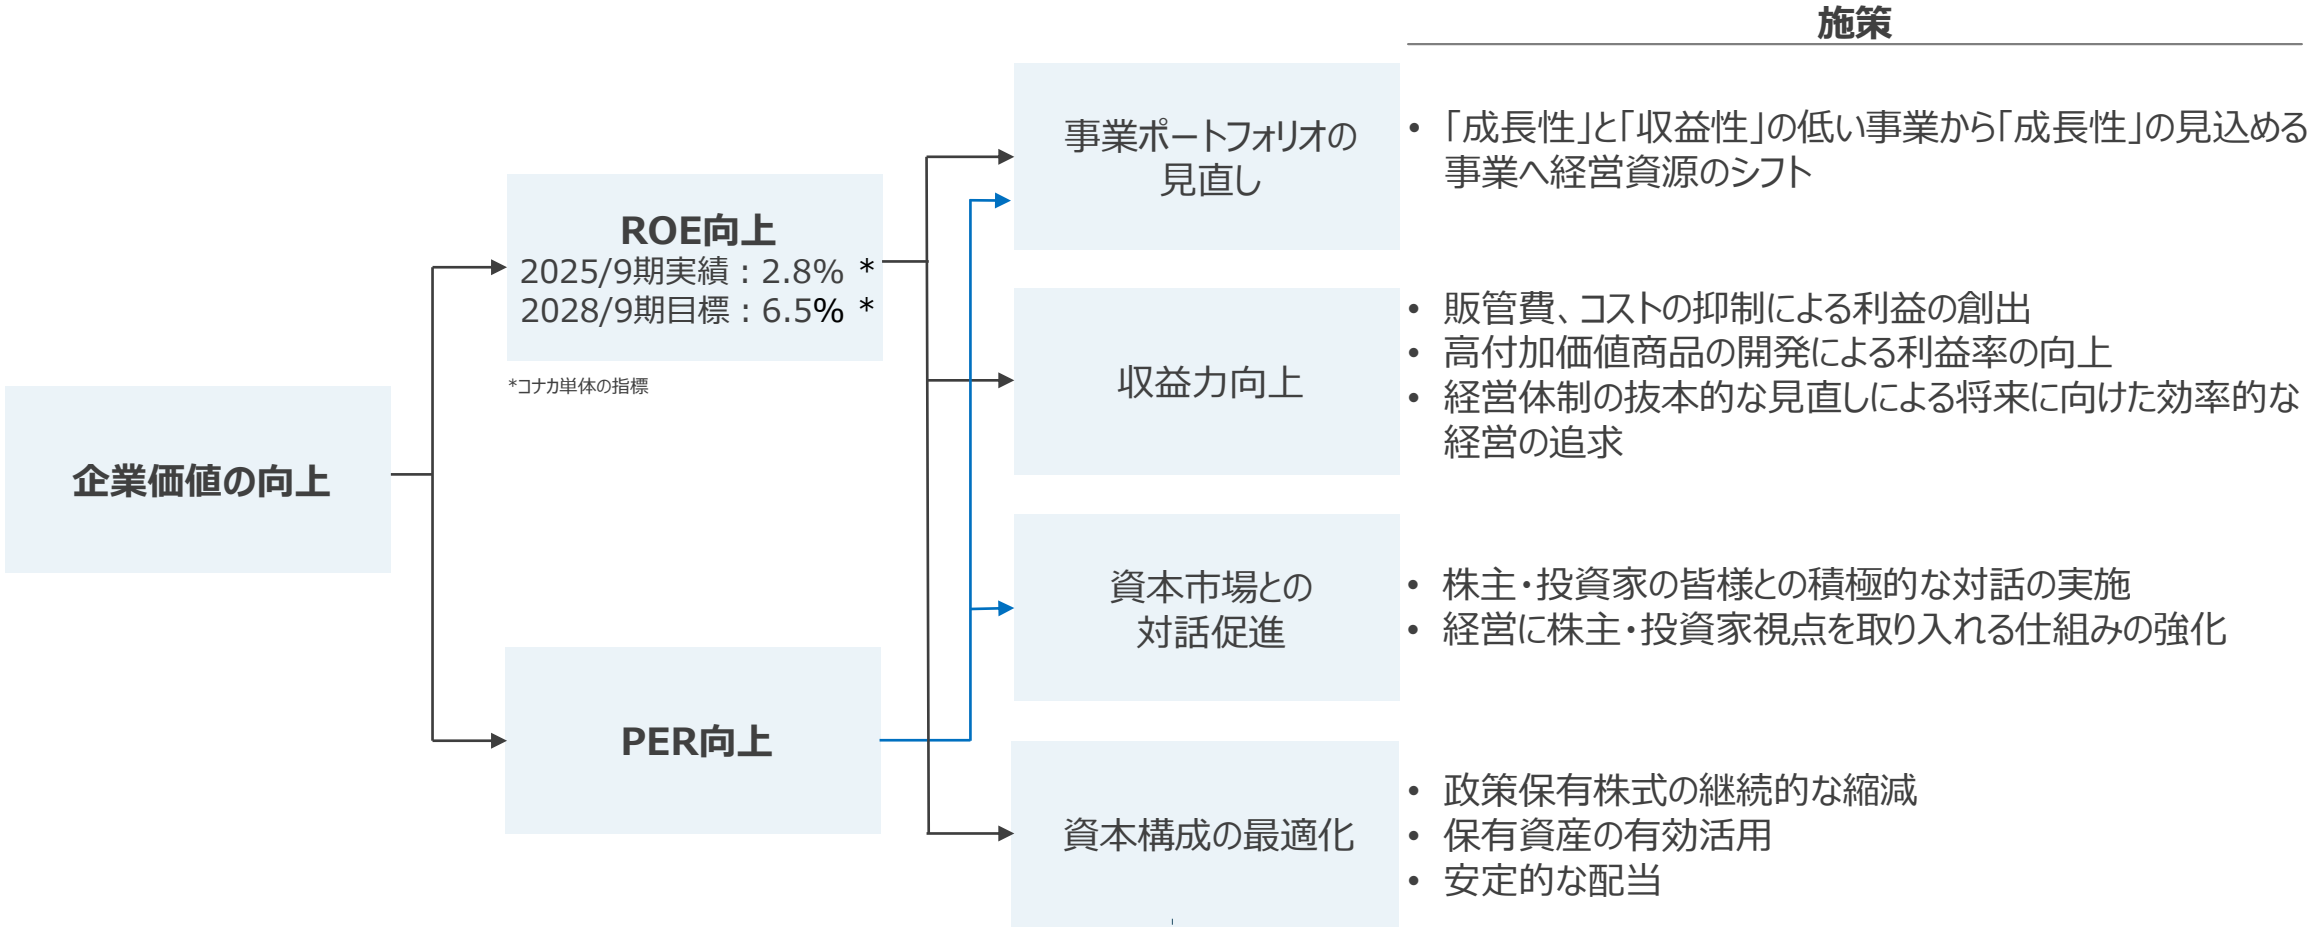 施策
企業価値の向上
ROE向上
2025/9期実績：2.8% *
2028/9期目標：6.5% *
*コナカ単体の指標
PER向上
事業ポートフォリオの
見直し
• 「成長性」と「収益性」の低い事業から「成長性」の見込める
事業へ経営資源のシフト
収益力向上
• 販管費、コストの抑制による利益の創出
• 高付加価値商品の開発による利益率の向上
• 経営体制の抜本的な見直しによる将来に向けた効率的な
経営の追求
資本市場との
対話促進
• 株主・投資家の皆様との積極的な対話の実施
• 経営に株主・投資家視点を取り入れる仕組みの強化
資本構成の最適化
• 政策保有株式の継続的な縮減
• 保有資産の有効活用
• 安定的な配当